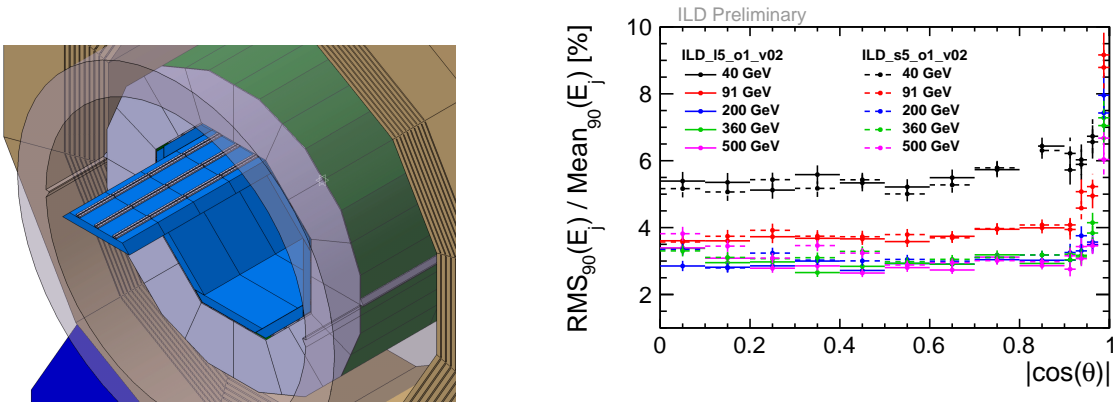 ILD Preliminary
RMS₉₀(E_j) / Mean₉₀(E_j) [%]
10
8
6
4
2
ILD_l5_o1_v02 ILD_s5_o1_v02
40 GeV 40 GeV
91 GeV 91 GeV
200 GeV 200 GeV
360 GeV 360 GeV
500 GeV 500 GeV
0 0.2 0.4 0.6 0.8 1
|cos(θ)|